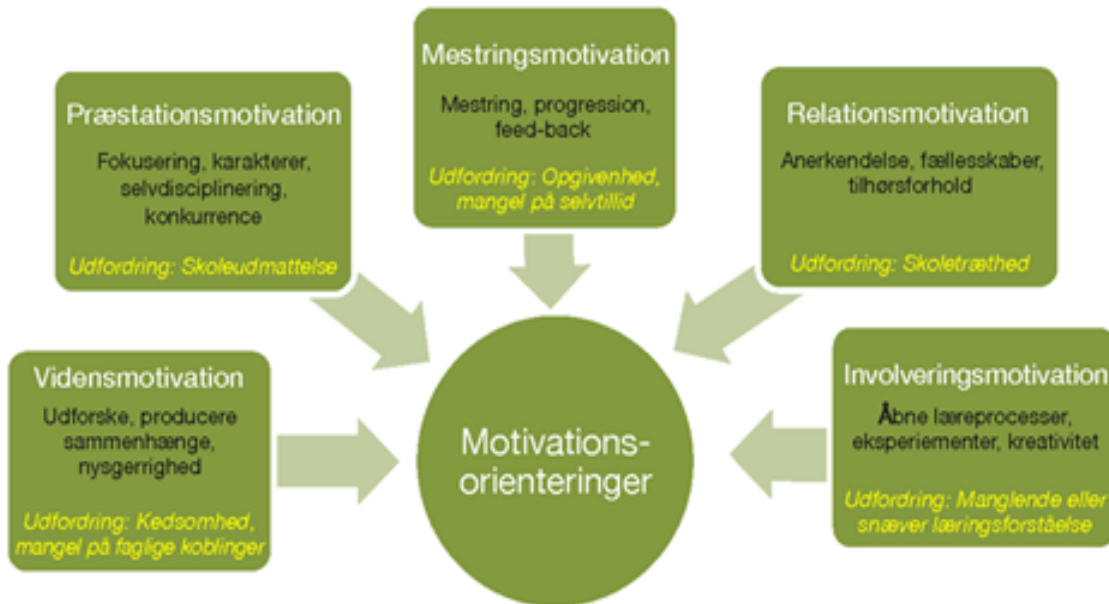 Vidensmotivation
Udforske, producere
sammenhænge,
nysgerrighed
Udfordring: Kedsomhed,
mangel på faglige koblinger
Præstationsmotivation
Fokusering, karakterer,
selvdisciplinering,
konkurrence
Udfordring: Skoleudmattelse
Mestringsmotivation
Mestring, progression,
feed-back
Udfordring: Opgivenhed,
mangel på selvtillid
Relationsmotivation
Anerkendelse, fællesskaber,
tilhørsforhold
Udfordring: Skoletræthed
Involveringsmotivation
Åbne læreprocesser,
eksperiementer, kreativitet
Udfordring: Manglende eller
snæver læringsforståelse
Motivations-
orienteringer